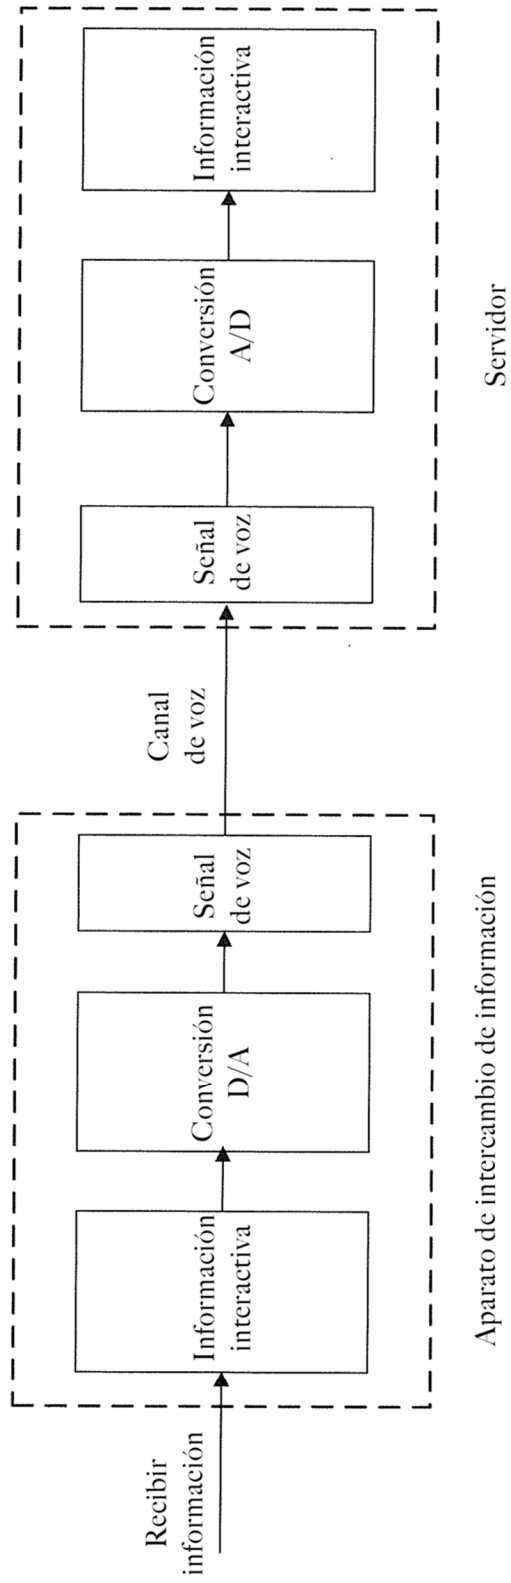 Recibir
información
Información
interactiva
Conversión
D/A
Señal
de voz
Aparato de intercambio de información
Canal
de voz
Señal
de voz
Conversión
A/D
Información
interactiva
Servidor